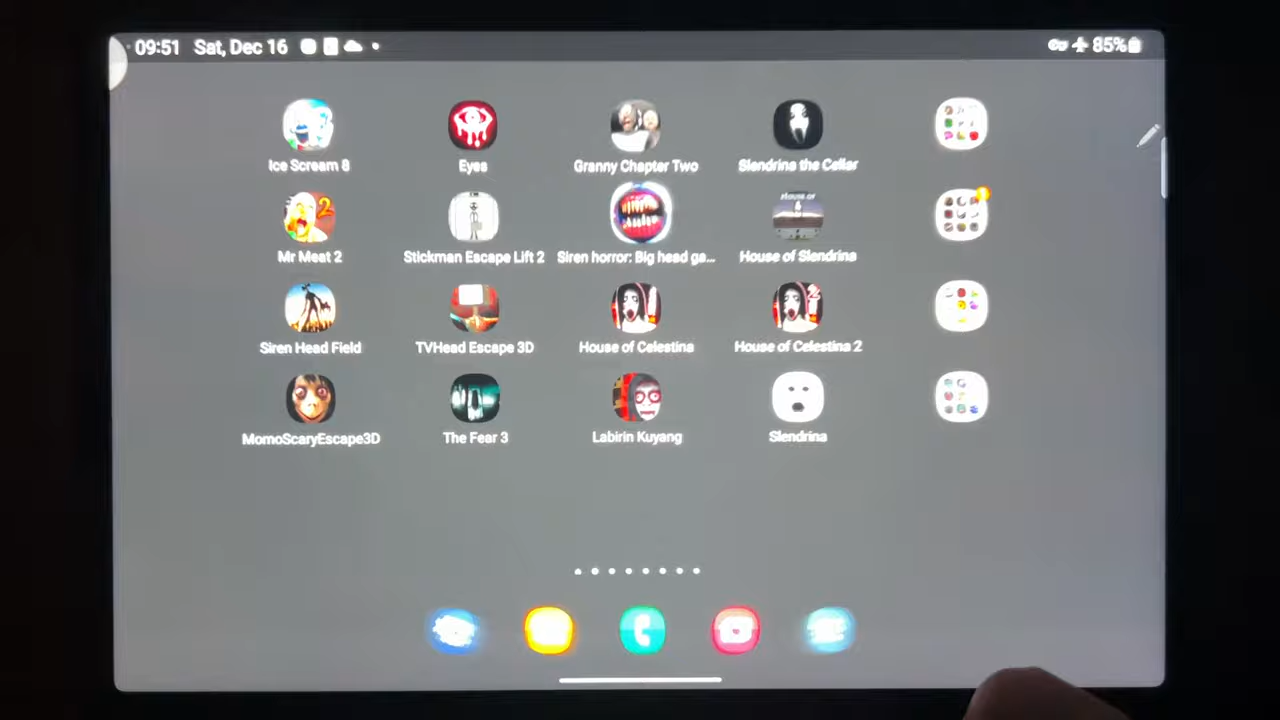 09:51 Sat, Dec 16 85%
Ice Scream 8 Eyes Granny Chapter Two Slendrina the Cellar
Mr Meat 2 Stickman Escape Lift 2 Siren horror: Big head ga... House of Slendrina
Siren Head Field TVHead Escape 3D House of Celestina House of Celestina 2
MomoScaryEscape3D The Fear 3 Labirin Kuyang Slendrina